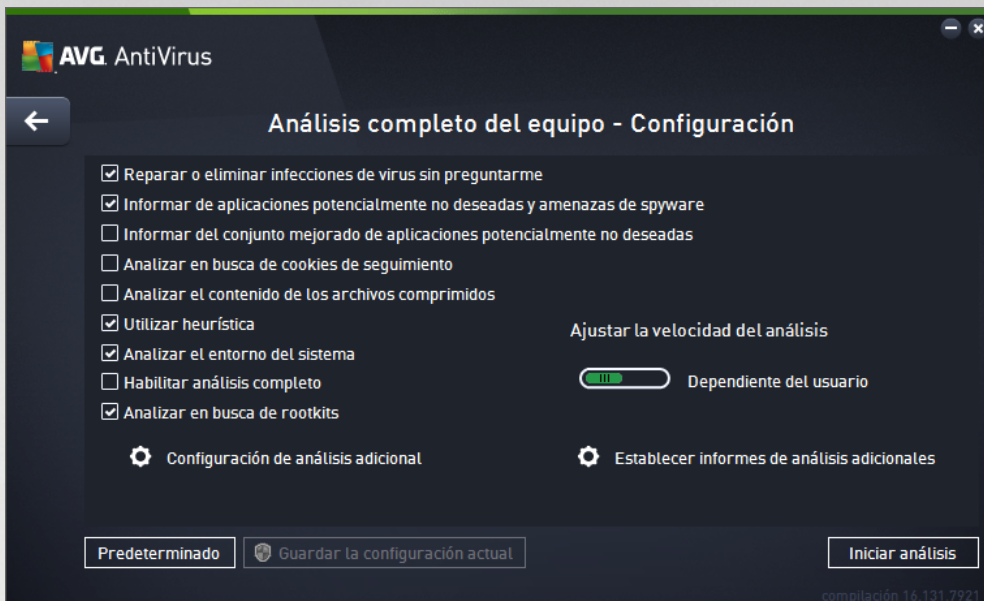 AVG. AntiVirus
Análisis completo del equipo - Configuración
Reparar o eliminar infecciones de virus sin preguntarme
Informar de aplicaciones potencialmente no deseadas y amenazas de spyware
Informar del conjunto mejorado de aplicaciones potencialmente no deseadas
Analizar en busca de cookies de seguimiento
Analizar el contenido de los archivos comprimidos
Utilizar heurística
Analizar el entorno del sistema
Habilitar análisis completo
Analizar en busca de rootkits
Ajustar la velocidad del análisis
Dependiente del usuario
Configuración de análisis adicional
Establecer informes de análisis adicionales
Predeterminado
Guardar la configuración actual
Iniciar análisis
compilación 16.131.7921